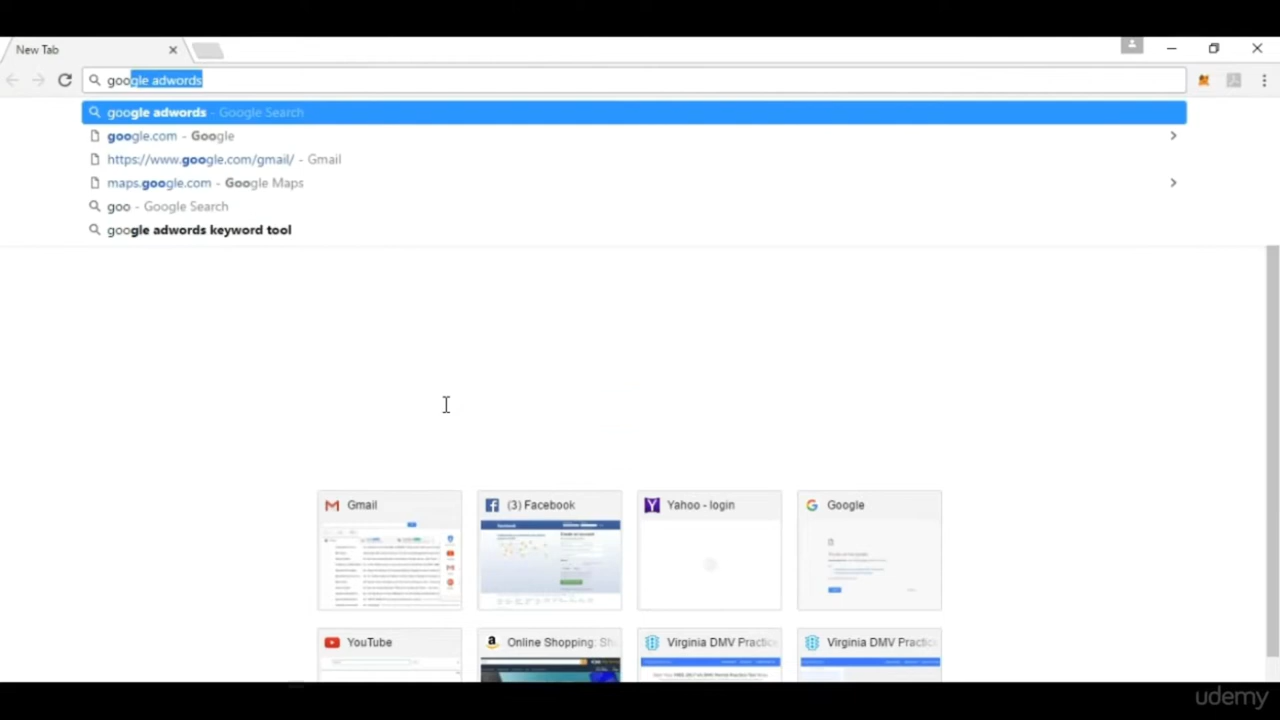 New Tab
google adwords
google adwords - Google Search
google.com - Google
https://www.google.com/gmail/ - Gmail
maps.google.com - Google Maps
goo - Google Search
google adwords keyword tool
Gmail
(3) Facebook
Yahoo - login
Google
YouTube
Online Shopping: Sh
Virginia DMV Practice
Virginia DMV Practice
udemy